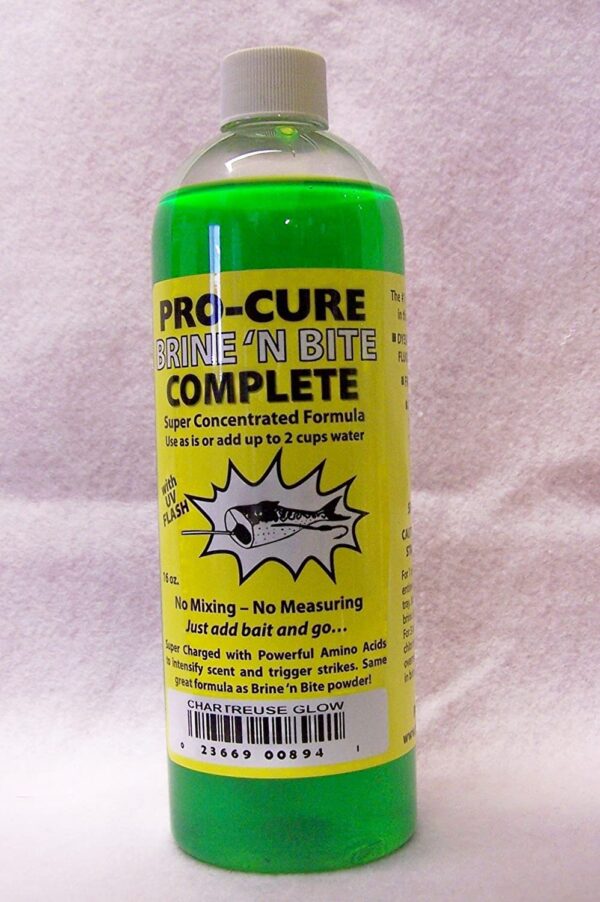 PRO-CURE
BRINE 'N BITE
COMPLETE
Super Concentrated Formula
Use as is or add up to 2 cups water
with
UV
FLASH
16 oz.
No Mixing – No Measuring
Just add bait and go...
Super Charged with Powerful Amino Acids
to intensify scent and trigger strikes. Same
great formula as Brine 'n Bite powder!
CHARTREUSE GLOW
0 23669 00894 1
The #